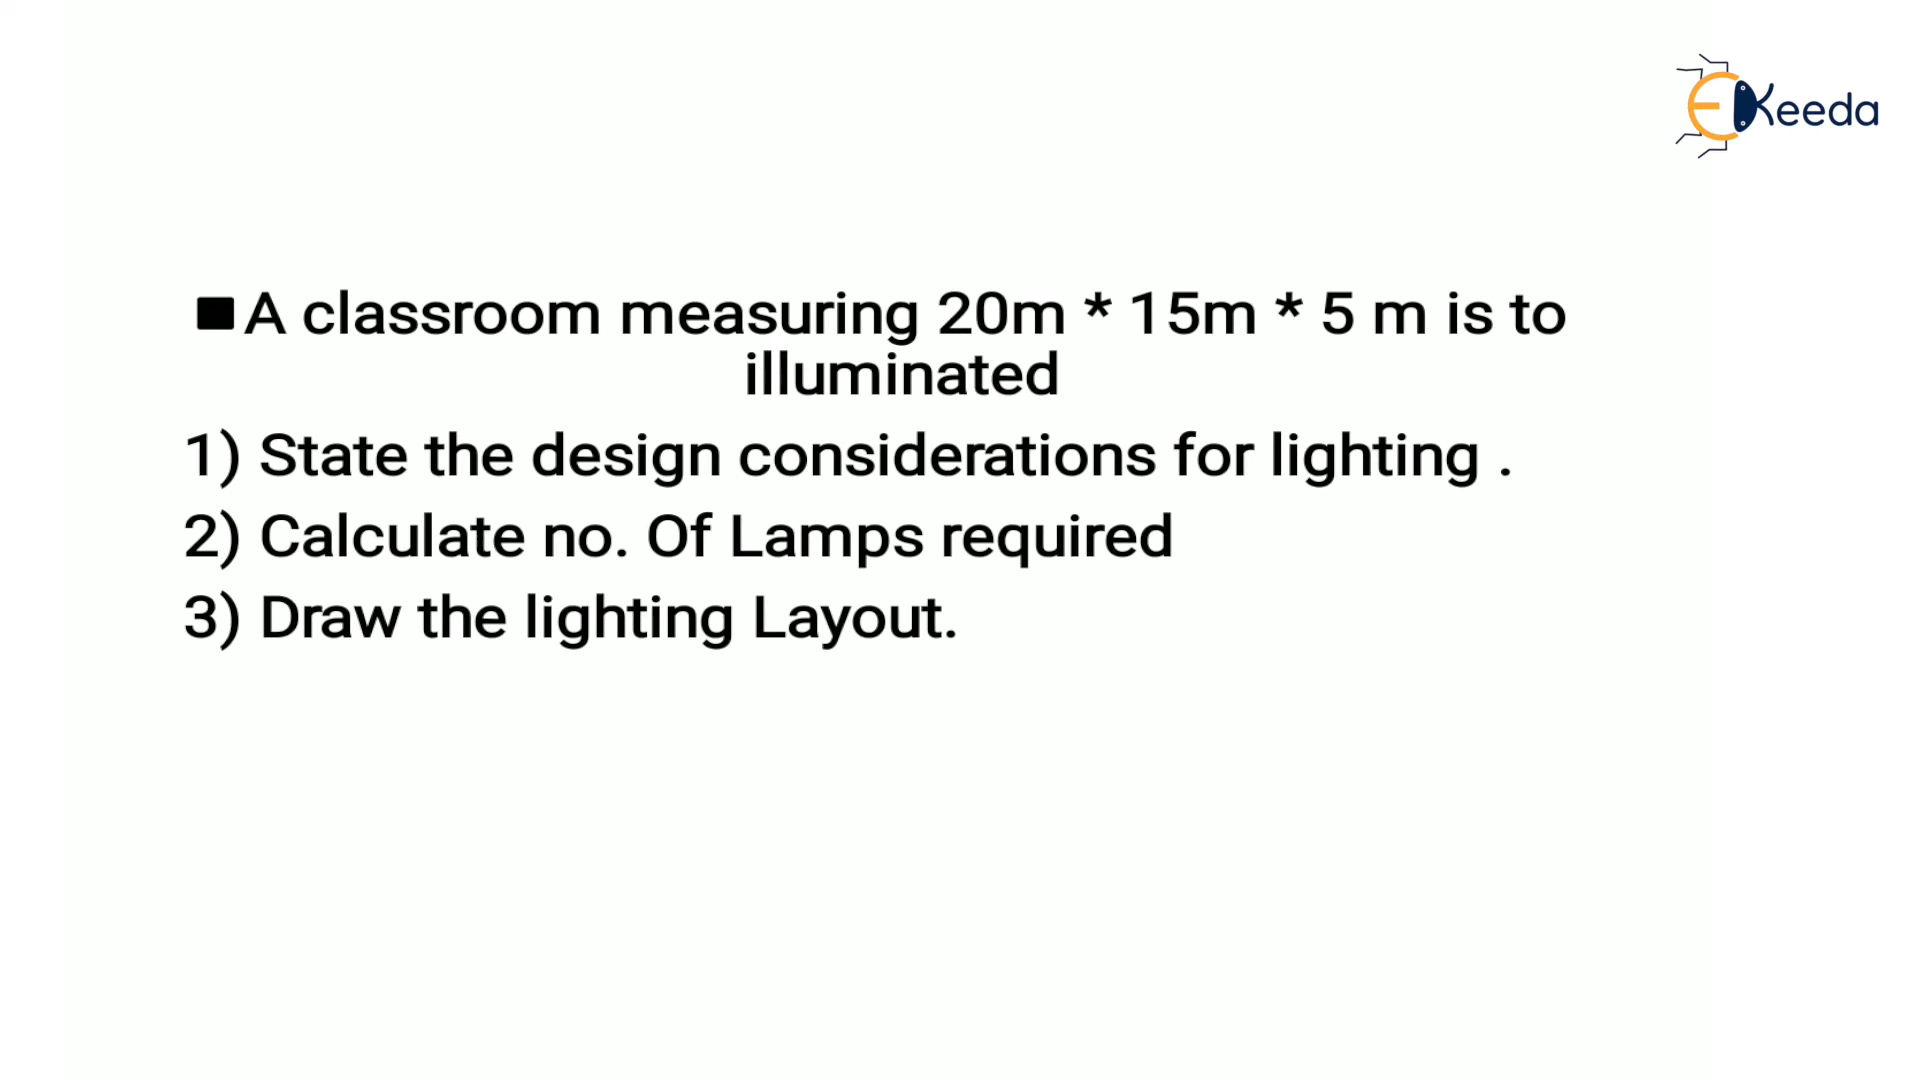 EKeeda
■A classroom measuring 20m * 15m * 5 m is to
illuminated
1) State the design considerations for lighting .
2) Calculate no. Of Lamps required
3) Draw the lighting Layout.